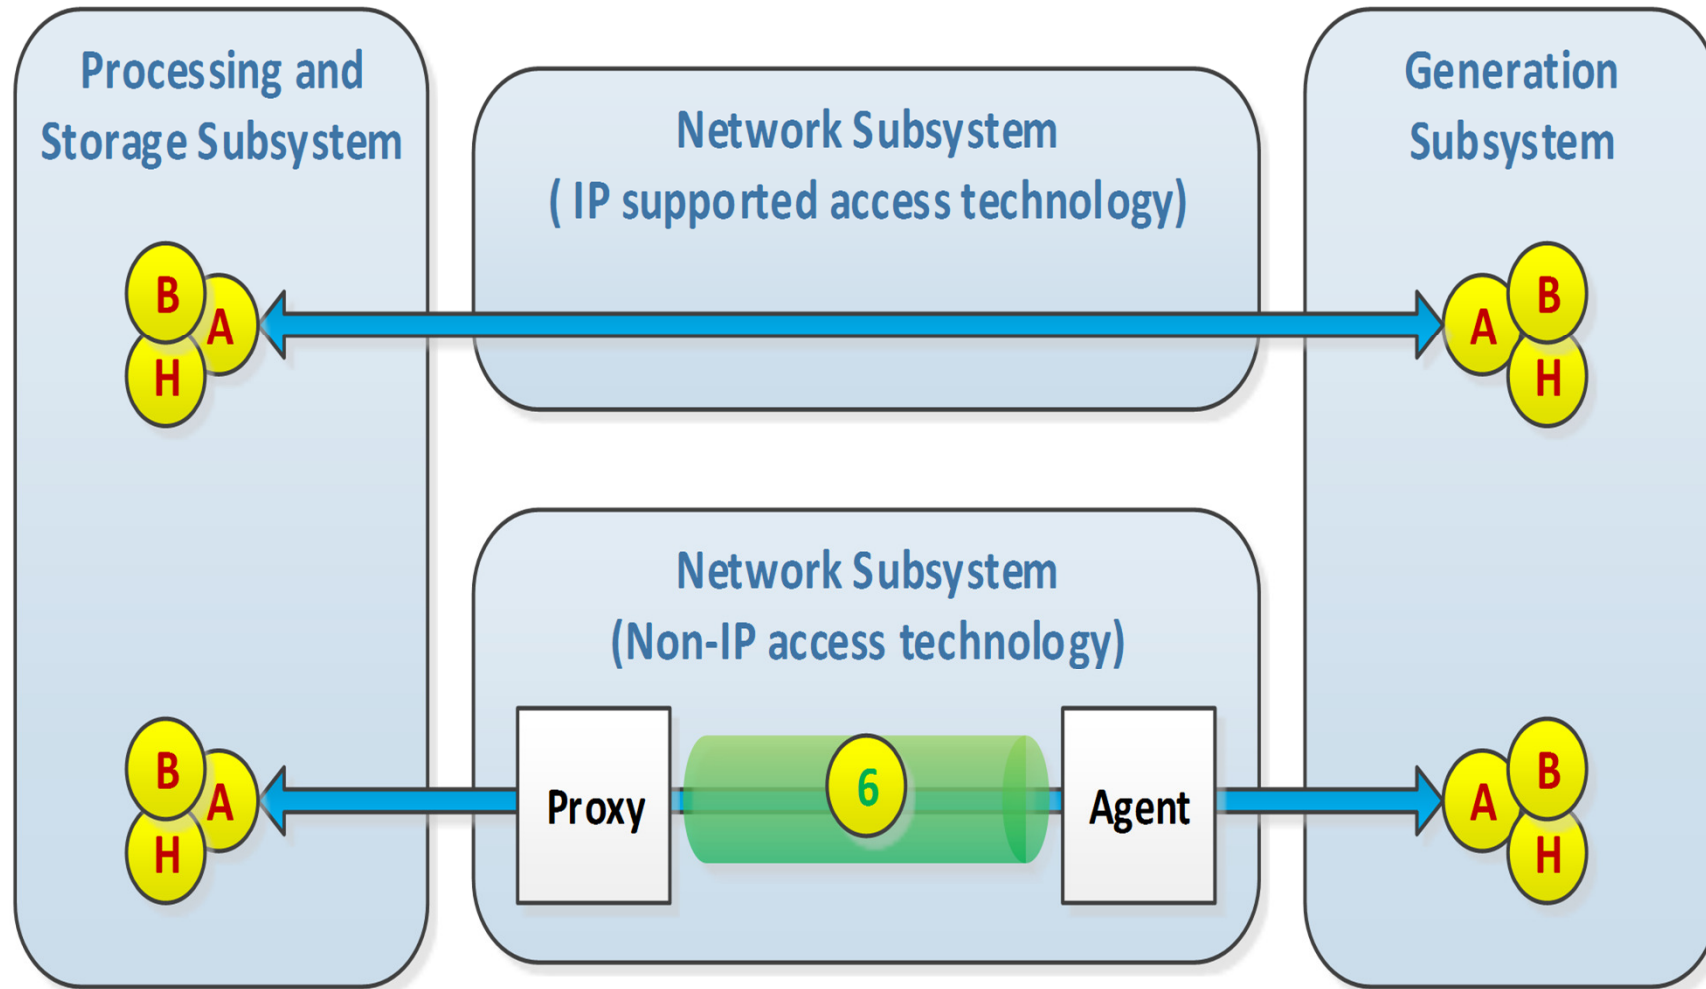 Processing and
Storage Subsystem
Network Subsystem
( IP supported access technology)
Generation
Subsystem
B
A
H
A
B
H
Network Subsystem
(Non-IP access technology)
B
A
H
Proxy
6
Agent
A
B
H